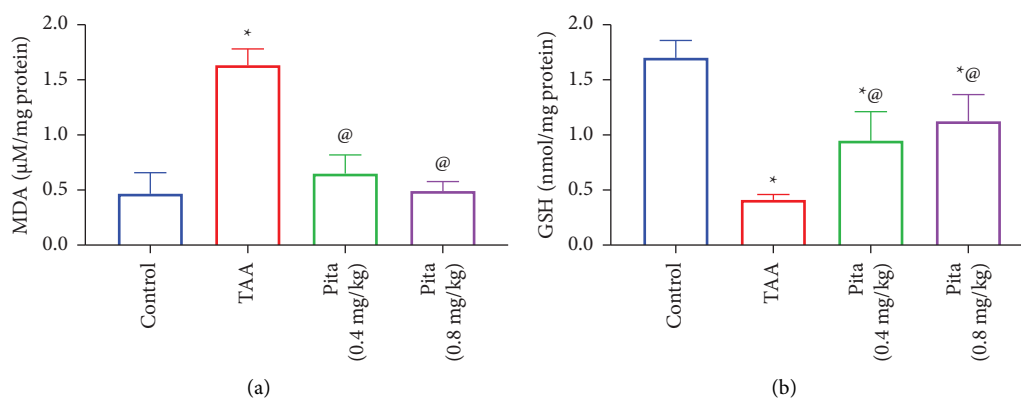 2.0
1.5
1.0
0.5
0.0
MDA (µM/mg protein)
*
@
@
Control
TAA
Pita
(0.4 mg/kg)
Pita
(0.8 mg/kg)
(a)
2.0
1.5
1.0
0.5
0.0
GSH (nmol/mg protein)
*
*@
*@
Control
TAA
Pita
(0.4 mg/kg)
Pita
(0.8 mg/kg)
(b)